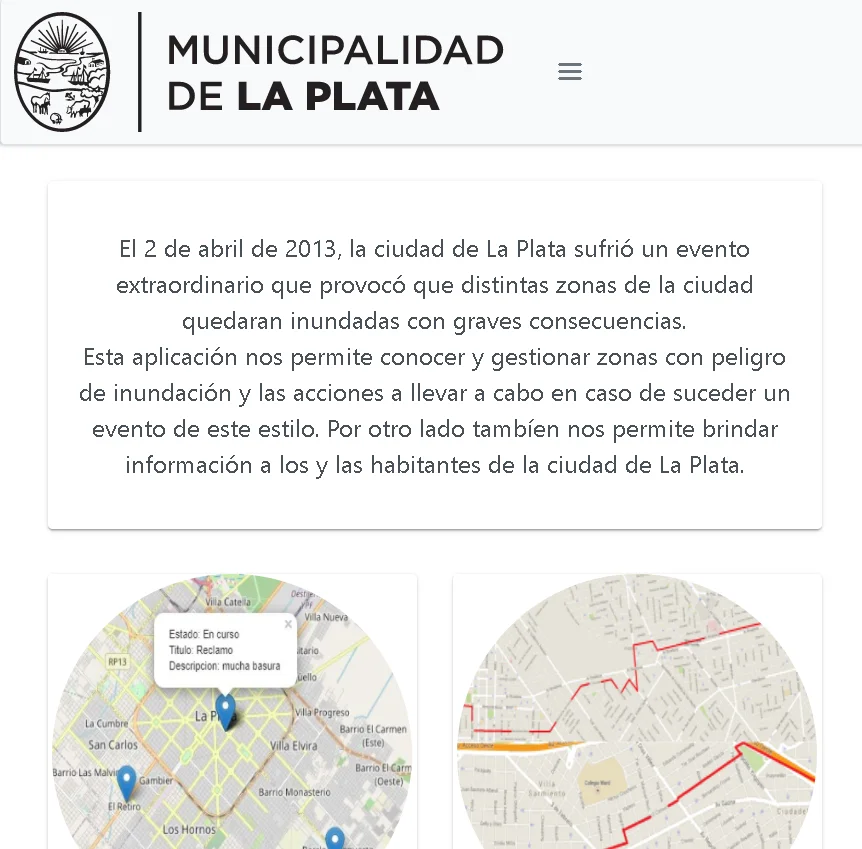 MUNICIPALIDAD
DE LA PLATA
El 2 de abril de 2013, la ciudad de La Plata sufrió un evento
extraordinario que provocó que distintas zonas de la ciudad
quedaran inundadas con graves consecuencias.
Esta aplicación nos permite conocer y gestionar zonas con peligro
de inundación y las acciones a llevar a cabo en caso de suceder un
evento de este estilo. Por otro lado tambíen nos permite brindar
información a los y las habitantes de la ciudad de La Plata.
Villa Catella
Villa Nueva
×
Estado: En curso
Titulo: Reclamo
Descripcion: mucha basura
RP13
La Cumbre
Villa Progreso
San Carlos
Villa Elvira
Barrio El Carmen
(Este)
Barrio Las Malvi
Gambier
Barrio El Carm
(Oeste)
El Retiro
Barrio Monasterio
Los Hornos
Villa
Sarmiento
Ciudade